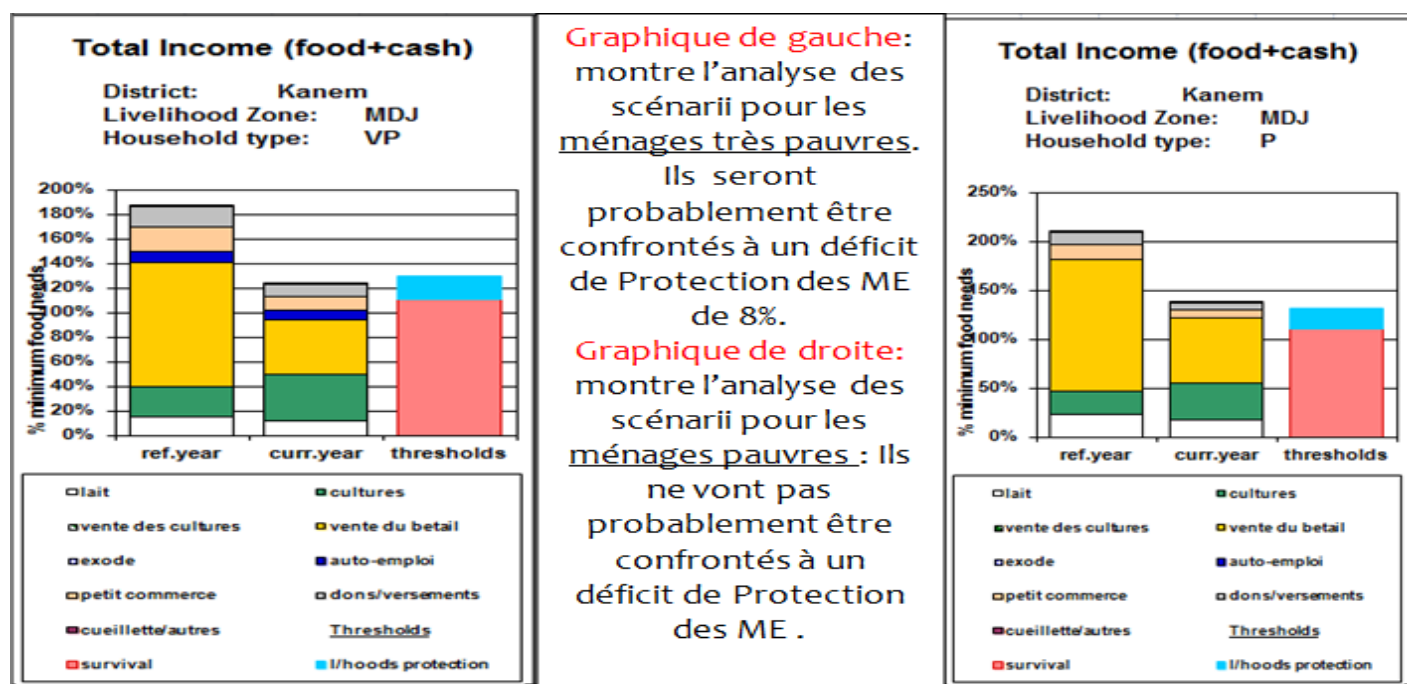 Total Income (food+cash)
District: Kanem
Livelihood Zone: MDJ
Household type: VP
% minimum food needs
200%
180%
160%
140%
120%
100%
80%
60%
40%
20%
0%
ref.year curr.year thresholds
lait cultures
vente des cultures vente du betail
exode auto-emploi
petit commerce dons/versements
cueillette/autres Thresholds
survival l/hoods protection
Graphique de gauche:
montre l'analyse des
scénarii pour les
ménages très pauvres.
Ils seront
probablement être
confrontés à un déficit
de Protection des ME
de 8%.
Graphique de droite:
montre l'analyse des
scénarii pour les
ménages pauvres : Ils
ne vont pas
probablement être
confrontés à un
déficit de Protection
des ME .
Total Income (food+cash)
District: Kanem
Livelihood Zone: MDJ
Household type: P
% minimum food needs
250%
200%
150%
100%
50%
0%
ref.year curr.year thresholds
lait cultures
vente des cultures vente du betail
exode auto-emploi
petit commerce dons/versements
cueillette/autres Thresholds
survival l/hoods protection